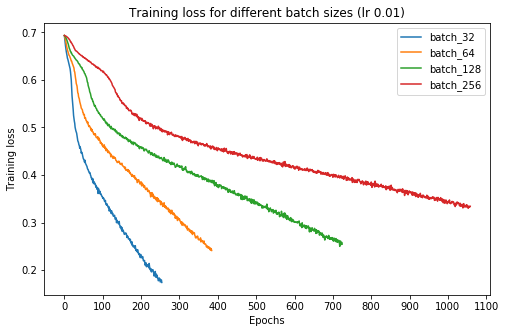 Training loss for different batch sizes (lr 0.01)
batch_32
batch_64
batch_128
batch_256
Training loss
0.7
0.6
0.5
0.4
0.3
0.2
0 100 200 300 400 500 600 700 800 900 1000 1100
Epochs